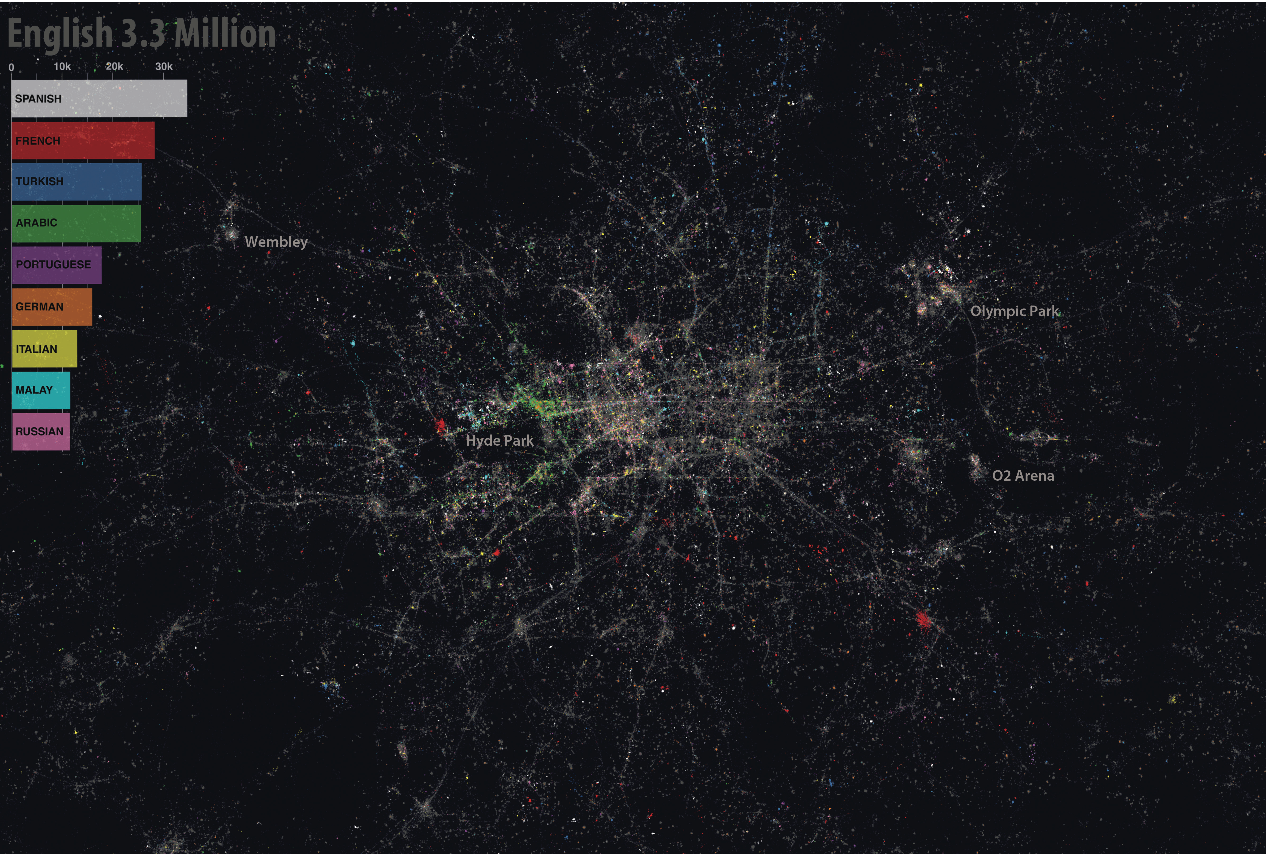 English 3.3 Million
0 10k 20k 30k
SPANISH
FRENCH
TURKISH
ARABIC
Wembley
PORTUGUESE
GERMAN
Olympic Park
ITALIAN
MALAY
RUSSIAN
Hyde Park
O2 Arena